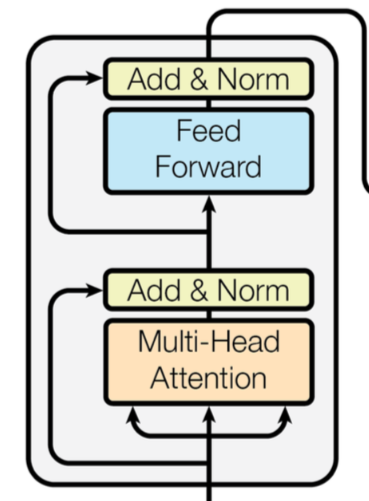 Add & Norm
Feed
Forward
Add & Norm
Multi-Head
Attention